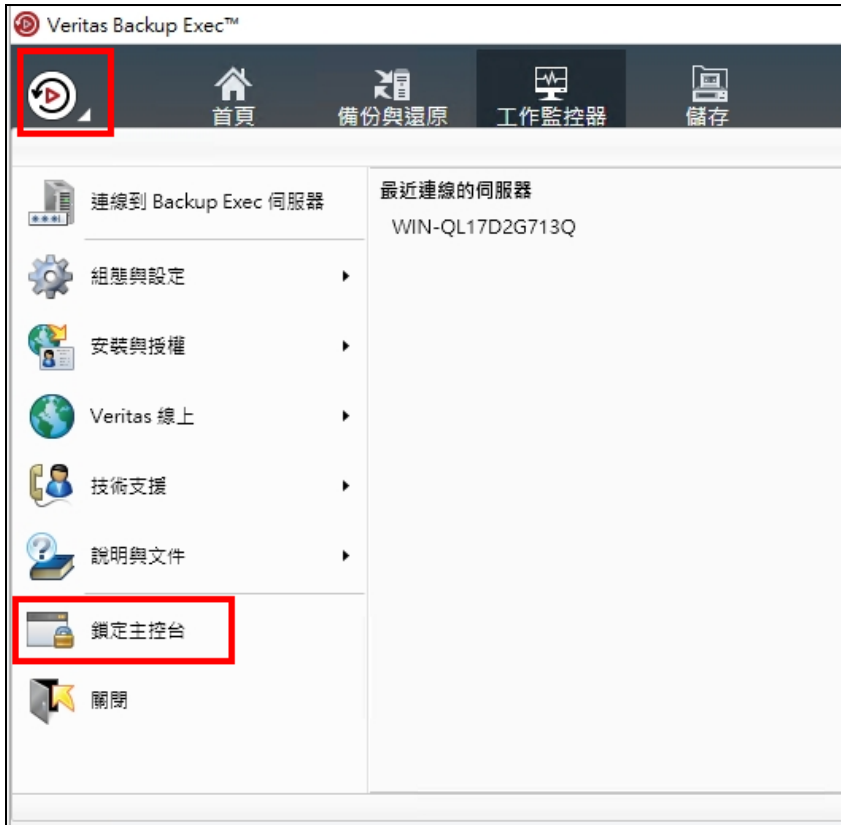 Veritas Backup Exec™
首頁
備份與還原
工作監控器
儲存
連線到 Backup Exec 伺服器
最近連線的伺服器
WIN-QL17D2G713Q
組態與設定
安裝與授權
Veritas 線上
技術支援
說明與文件
鎖定主控台
關閉